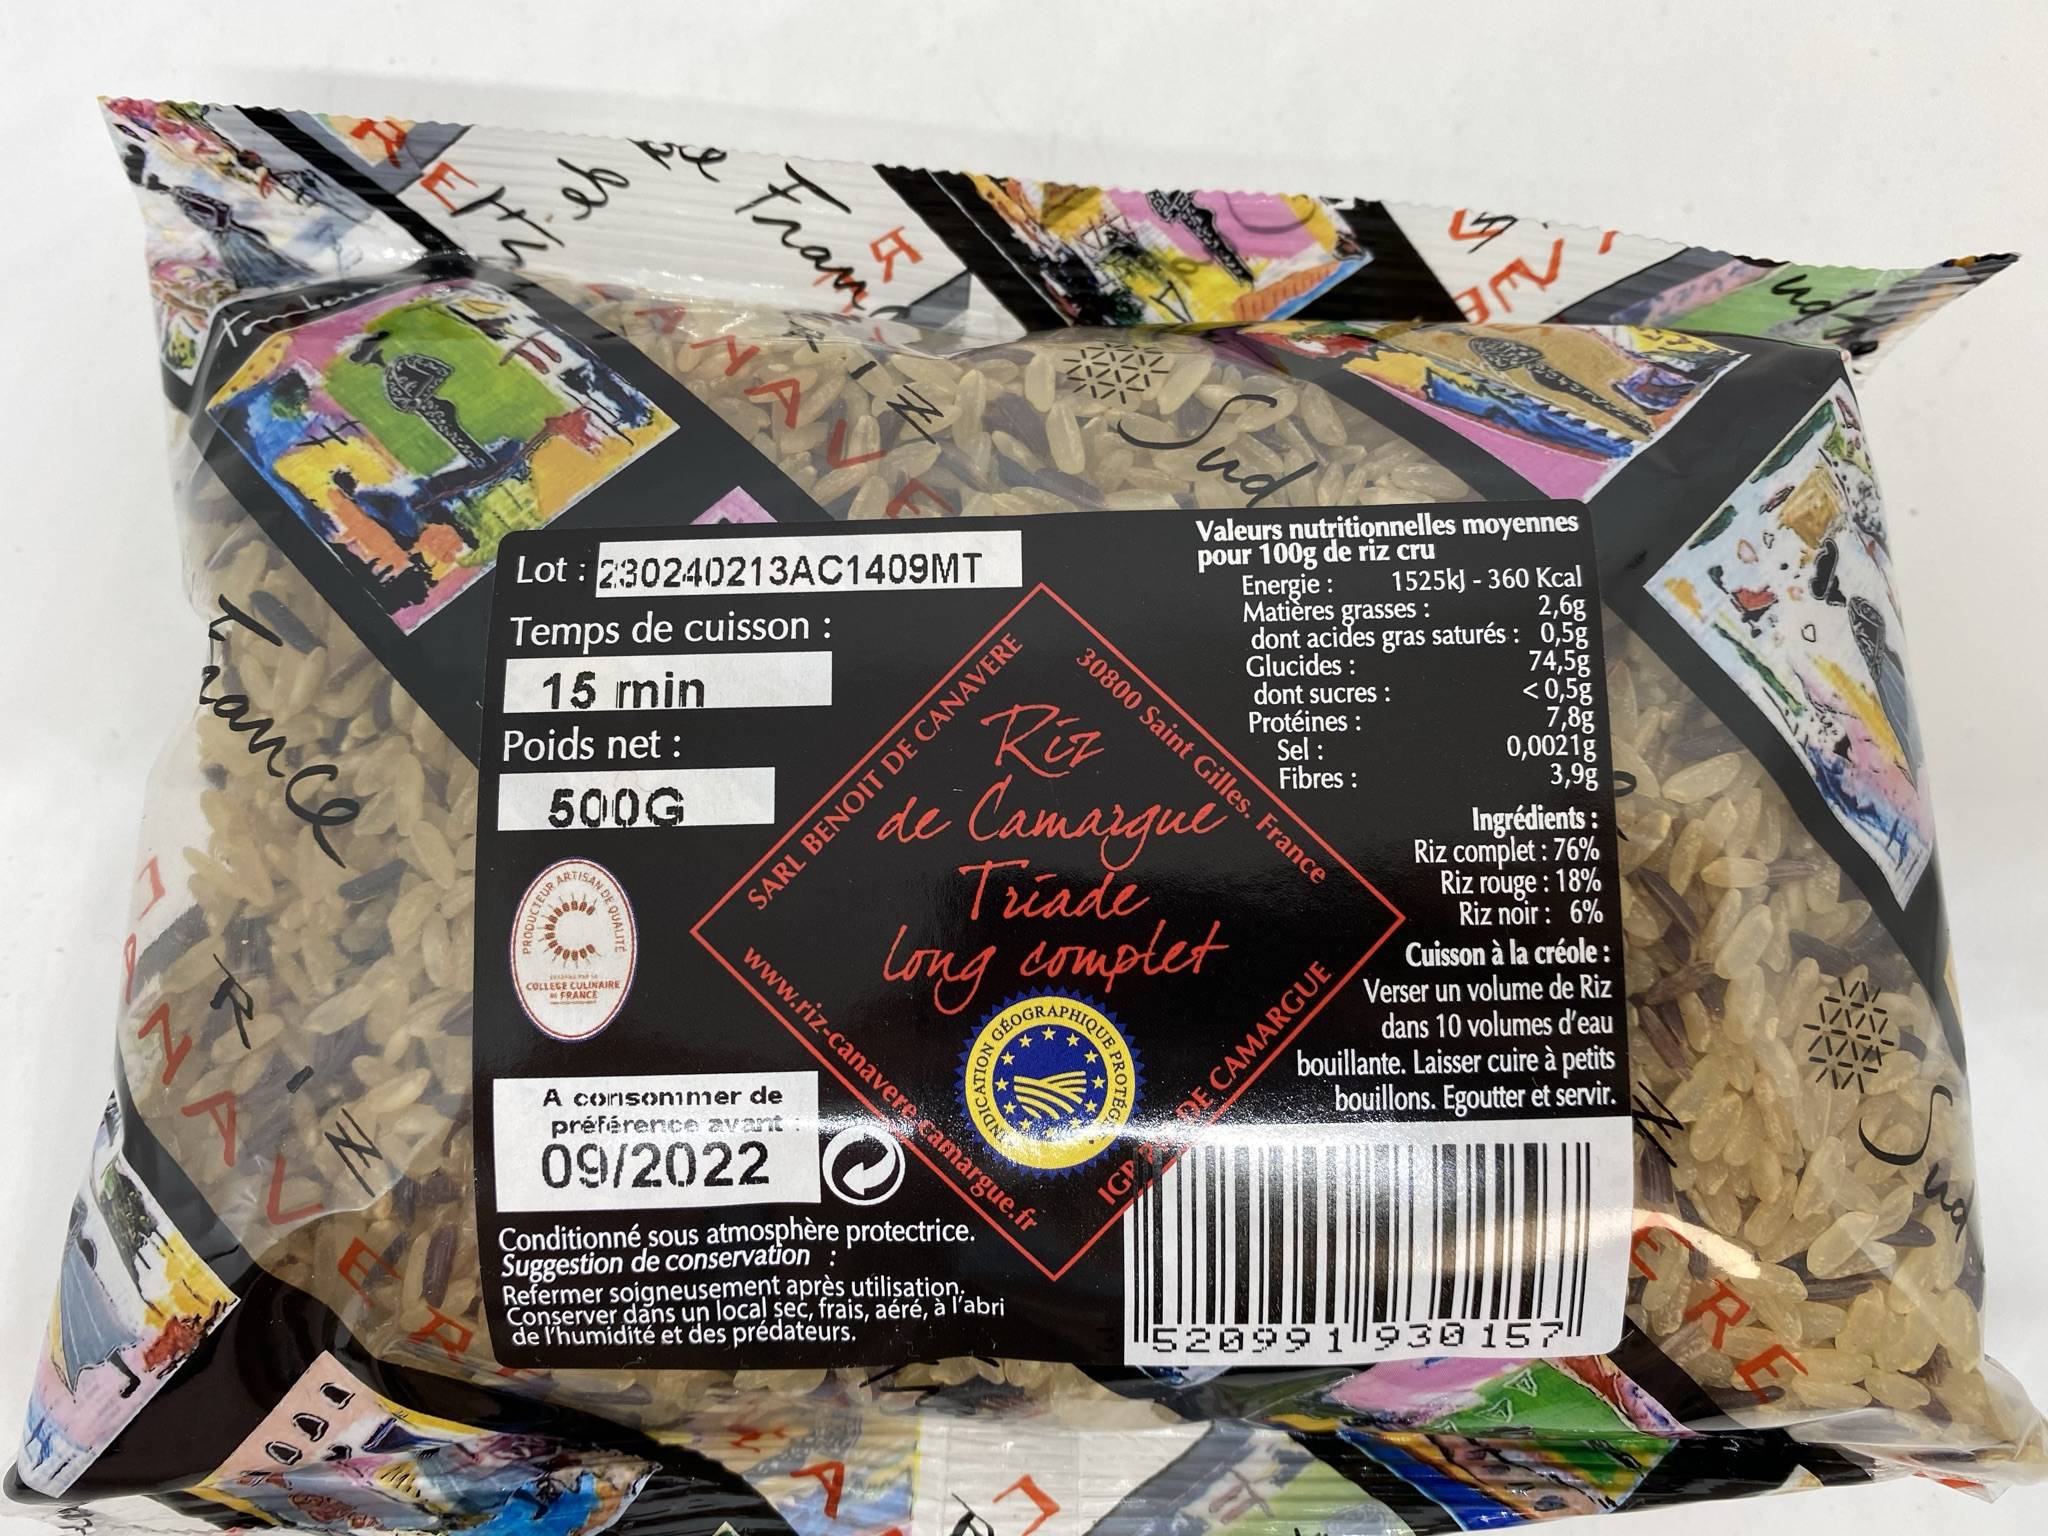 Lot : 230240213AC1409MT
Temps de cuisson :
15 min
Poids net :
500G
PRODUCTEUR ARTISAN DE QUALITÉ
COLLEGE CULINAIRE
DE FRANCE
A consommer de
préférence avant :
09/2022
Conditionné sous atmosphère protectrice.
Suggestion de conservation :
Refermer soigneusement après utilisation.
Conserver dans un local sec, frais, aéré, à l'abri
de l'humidité et des prédateurs.
SARL BENOIT DE CANAVERE
30800 Saint Gilles. France
Riz
de Camargue
Triade
long complet
INDICATION GÉOGRAPHIQUE PROTÉGÉE
www.riz-canavere-camargue.fr
DE CAMARGUE
Valeurs nutritionnelles moyennes
pour 100g de riz cru
Energie : 1525kJ - 360 Kcal
Matières grasses : 2,6g
dont acides gras saturés : 0,5g
Glucides : 74,5g
dont sucres : < 0,5g
Protéines : 7,8g
Sel : 0,0021g
Fibres : 3,9g
Ingrédients :
Riz complet : 76%
Riz rouge : 18%
Riz noir : 6%
Cuisson à la créole :
Verser un volume de Riz
dans 10 volumes d'eau
bouillante. Laisser cuire à petits
bouillons. Egoutter et servir.
3 520991 930157
Sud
France
CANAVERE
RIZ
Sud